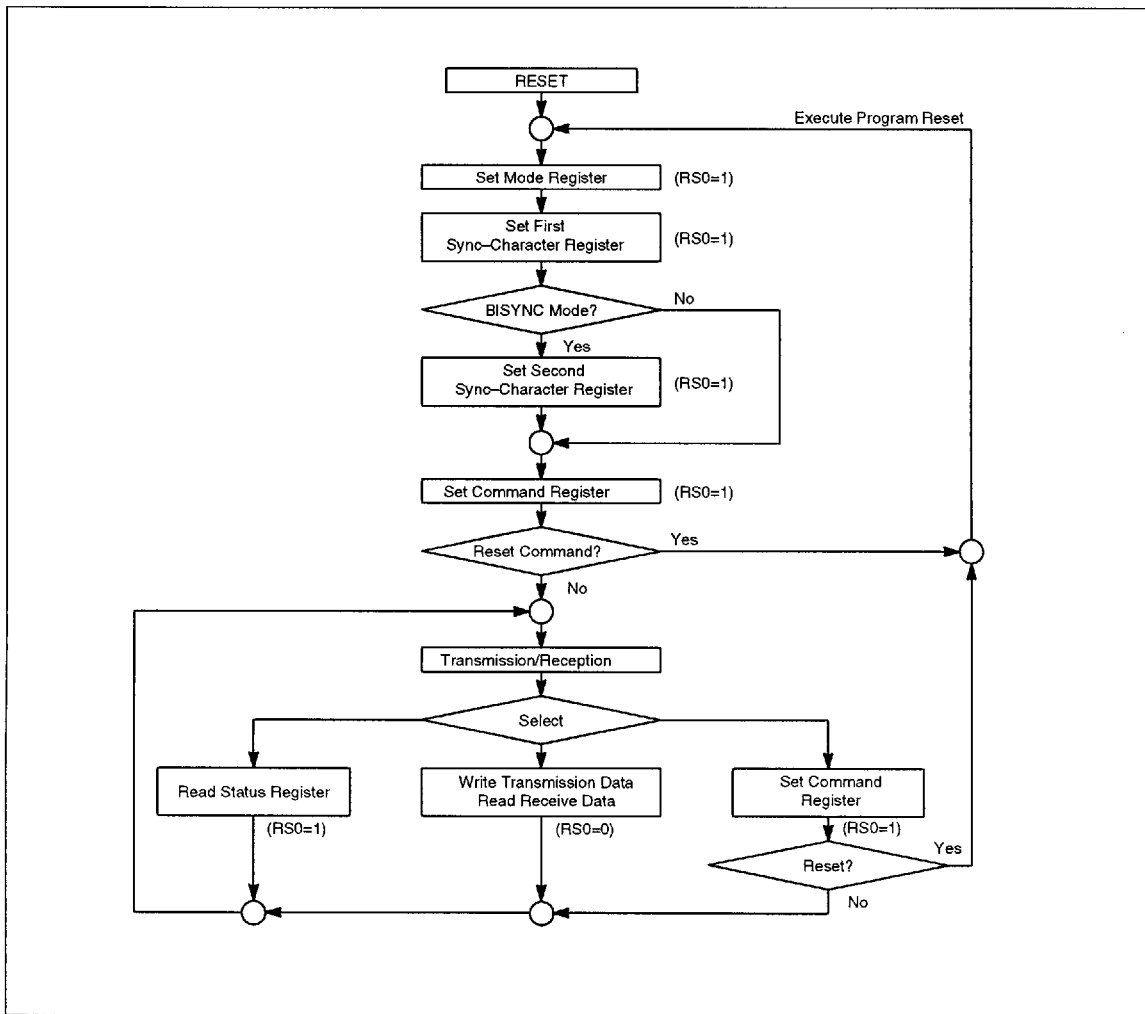 RESET
Execute Program Reset
Set Mode Register
(RS0=1)
Set First
Sync–Character Register
(RS0=1)
BISYNC Mode?
No
Yes
Set Second
Sync–Character Register
(RS0=1)
Set Command Register
(RS0=1)
Reset Command?
Yes
No
Transmission/Reception
Select
Read Status Register
(RS0=1)
Write Transmission Data
Read Receive Data
(RS0=0)
Set Command
Register
(RS0=1)
Reset?
Yes
No